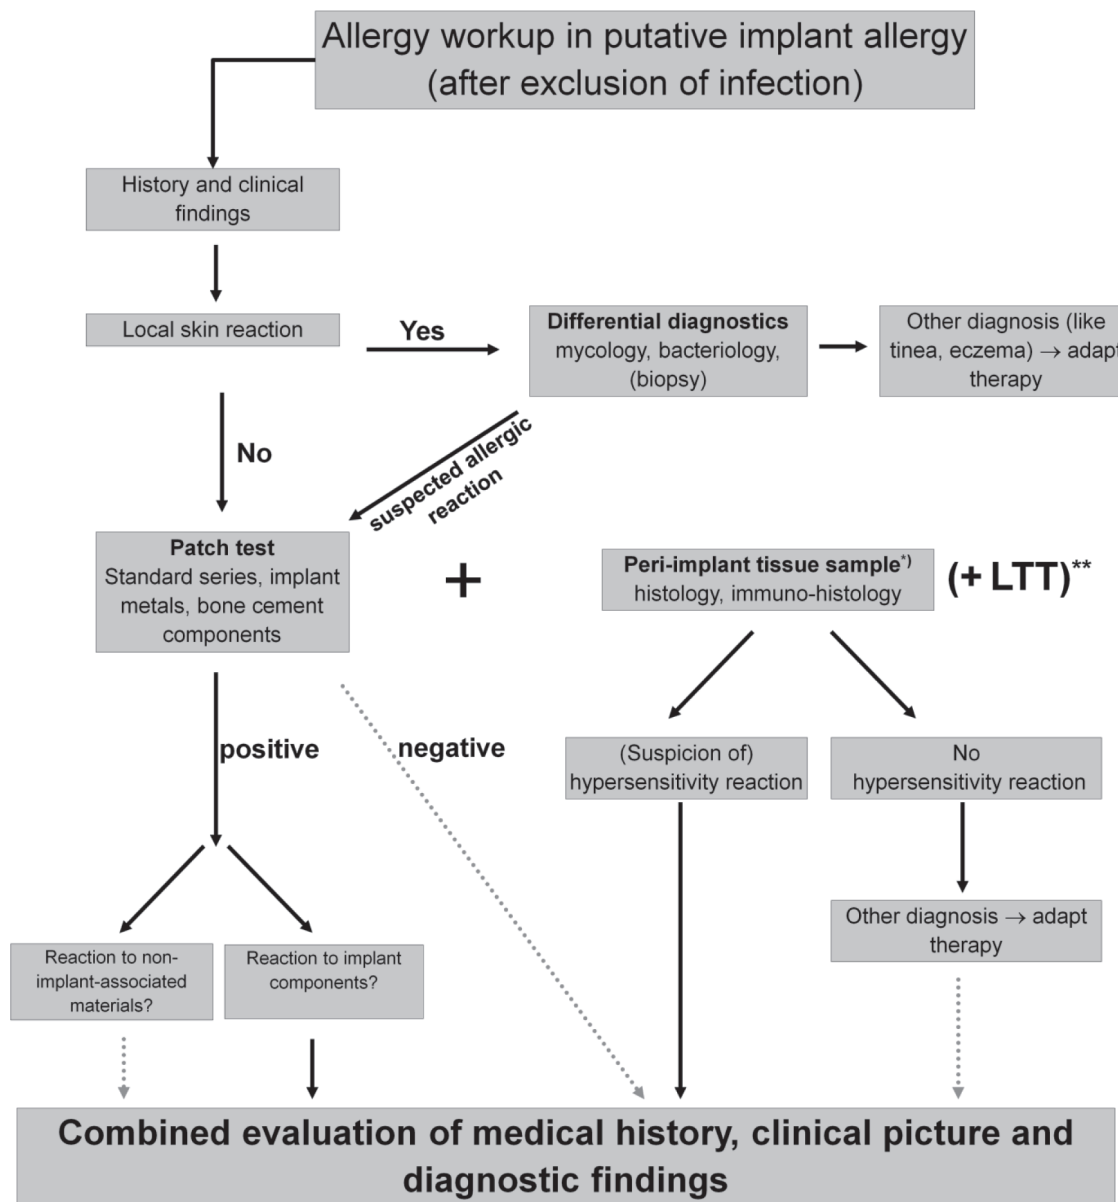 Allergy workup in putative implant allergy
(after exclusion of infection)
History and clinical
findings
Local skin reaction
Yes
Differential diagnostics
mycology, bacteriology,
(biopsy)
Other diagnosis (like
tinea, eczema) → adapt
therapy
No
suspected allergic
reaction
Patch test
Standard series, implant
metals, bone cement
components
+
Peri-implant tissue sample*)
histology, immuno-histology
(+ LTT)**
positive
negative
(Suspicion of)
hypersensitivity reaction
No
hypersensitivity reaction
Other diagnosis → adapt
therapy
Reaction to non-
implant-associated
materials?
Reaction to implant
components?
Combined evaluation of medical history, clinical picture and
diagnostic findings